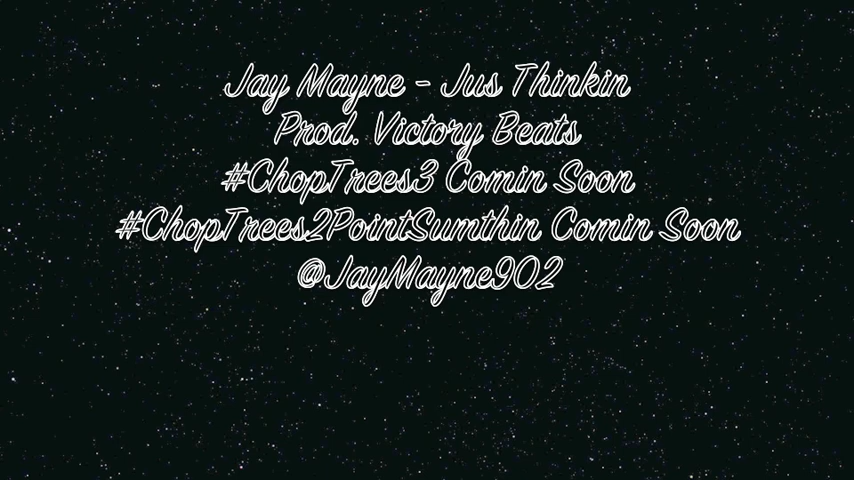 Jay Mayne - Jus Thinkin
Prod. Victory Beats
#ChopTrees3 Comin Soon
#ChopTrees2PointSumthin Comin Soon
@JayMayne902